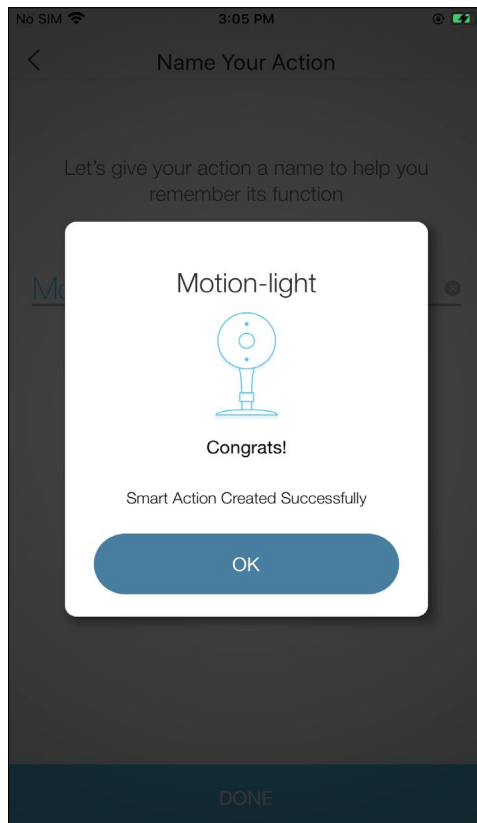 No SIM 3:05 PM
Name Your Action
Let's give your action a name to help you
remember its function
Mo
Motion-light
Congrats!
Smart Action Created Successfully
OK
DONE